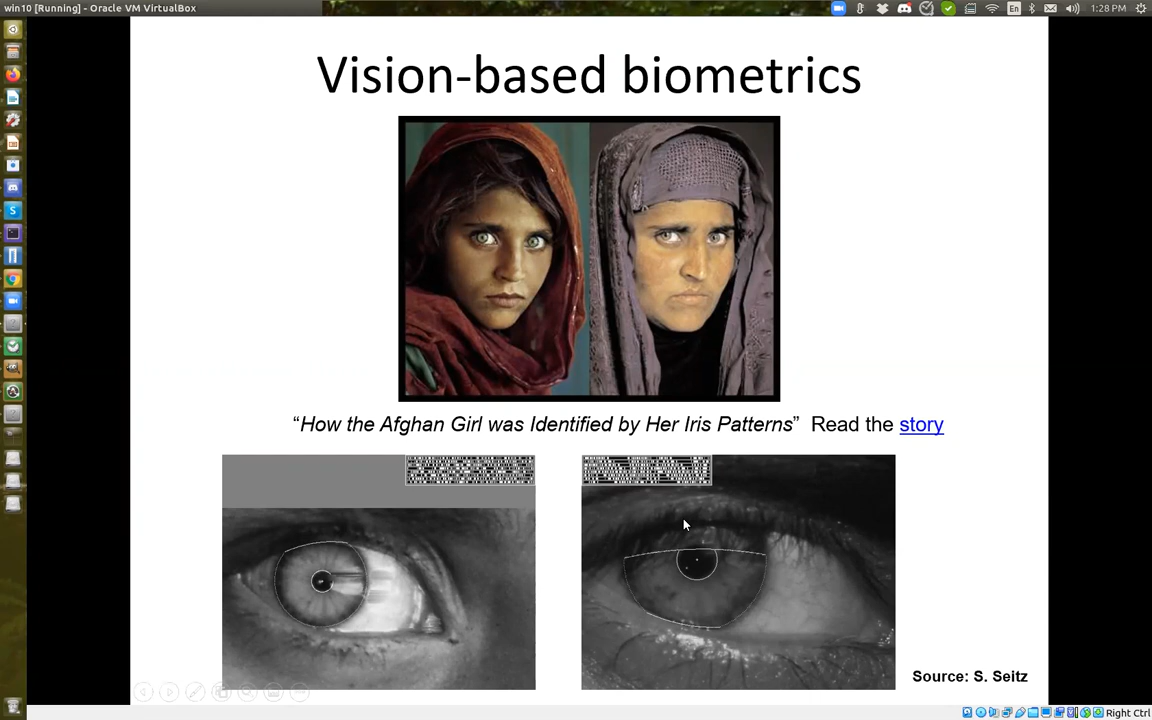 win10 [Running] - Oracle VM VirtualBox
En
1:28 PM
Vision-based biometrics
“How the Afghan Girl was Identified by Her Iris Patterns” Read the story
Source: S. Seitz
Right Ctrl